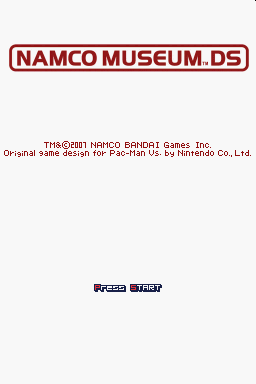 NAMCO MUSEUM™ DS
TM&©2007 NAMCO BANDAI Games Inc.
Original game design for Pac-Man Vs. by Nintendo Co., Ltd.
Press START